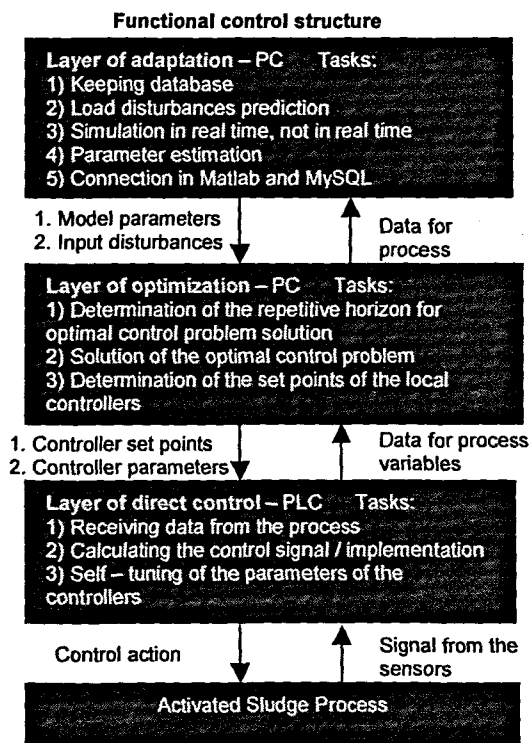 Functional control structure
Layer of adaptation – PC Tasks:
1) Keeping database
2) Load disturbances prediction
3) Simulation in real time, not in real time
4) Parameter estimation
5) Connection in Matlab and MySQL
1. Model parameters
2. Input disturbances
Data for
process
Layer of optimization – PC Tasks:
1) Determination of the repetitive horizon for
optimal control problem solution
2) Solution of the optimal control problem
3) Determination of the set points of the local
controllers
1. Controller set points
2. Controller parameters
Data for process
variables
Layer of direct control – PLC Tasks:
1) Receiving data from the process
2) Calculating the control signal / implementation
3) Self – tuning of the parameters of the
controllers
Control action
Signal from the
sensors
Activated Sludge Process